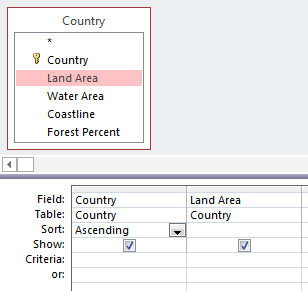 Country
*
Country
Land Area
Water Area
Coastline
Forest Percent
Field: Country Land Area
Table: Country Country
Sort: Ascending
Show:
Criteria:
or: